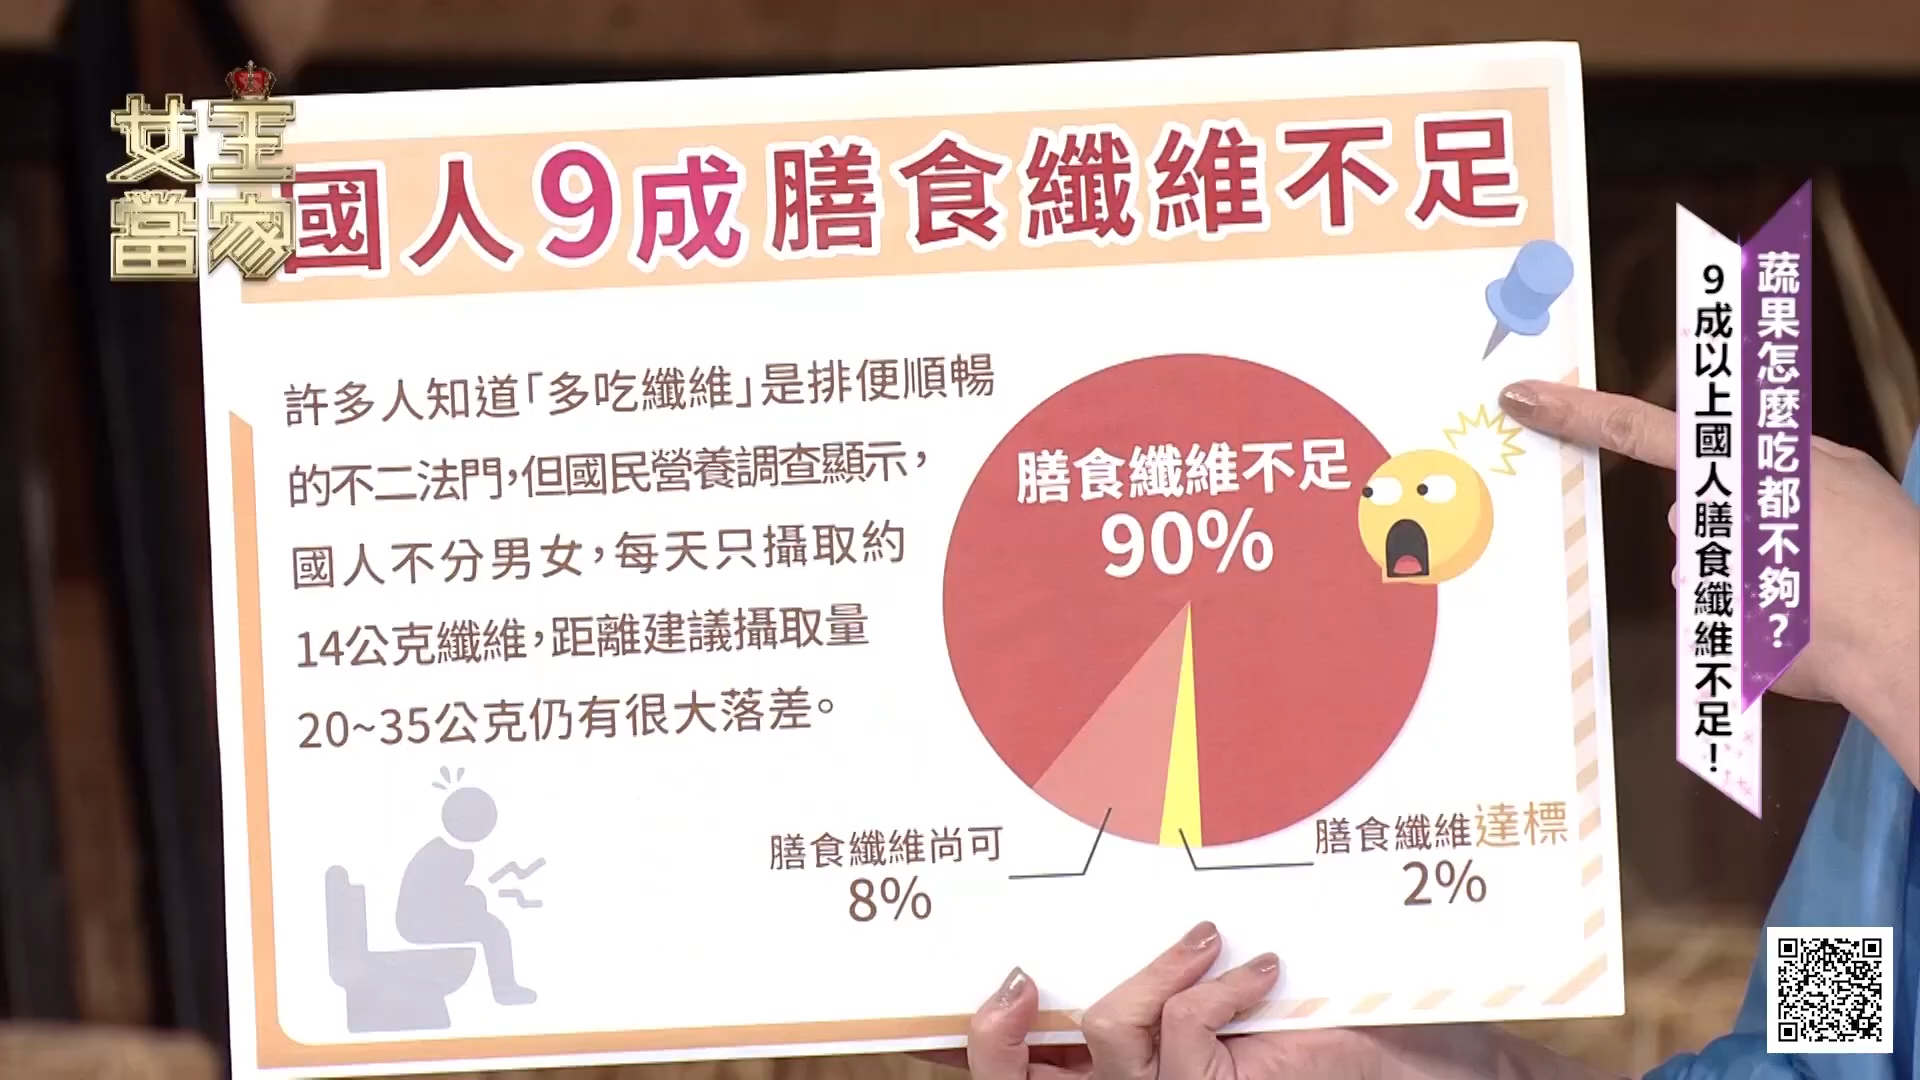 女王
當家
國人9成膳食纖維不足
許多人知道「多吃纖維」是排便順暢
的不二法門,但國民營養調查顯示,
國人不分男女,每天只攝取約
14公克纖維,距離建議攝取量
20~35公克仍有很大落差。
膳食纖維不足
90%
膳食纖維尚可
8%
膳食纖維達標
2%
蔬果怎麼吃都不夠?
9成以上國人膳食纖維不足!